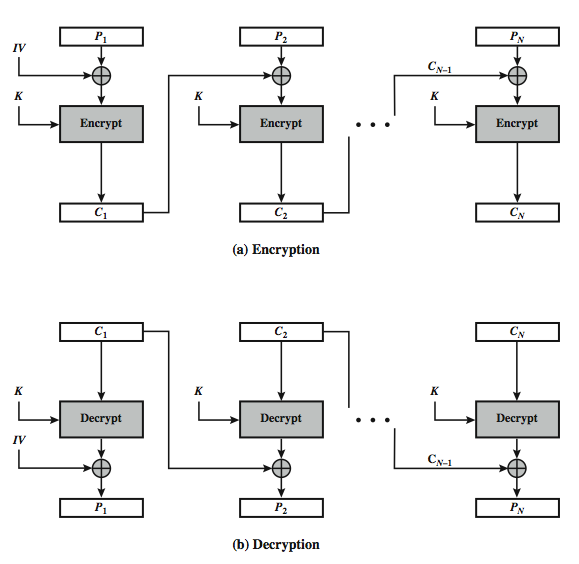 P1 P2 PN
IV
CN−1
K K K
Encrypt Encrypt • • • Encrypt
C1 C2 CN
(a) Encryption
C1 C2 CN
K K K
Decrypt Decrypt • • • Decrypt
IV
CN−1
P1 P2 PN
(b) Decryption